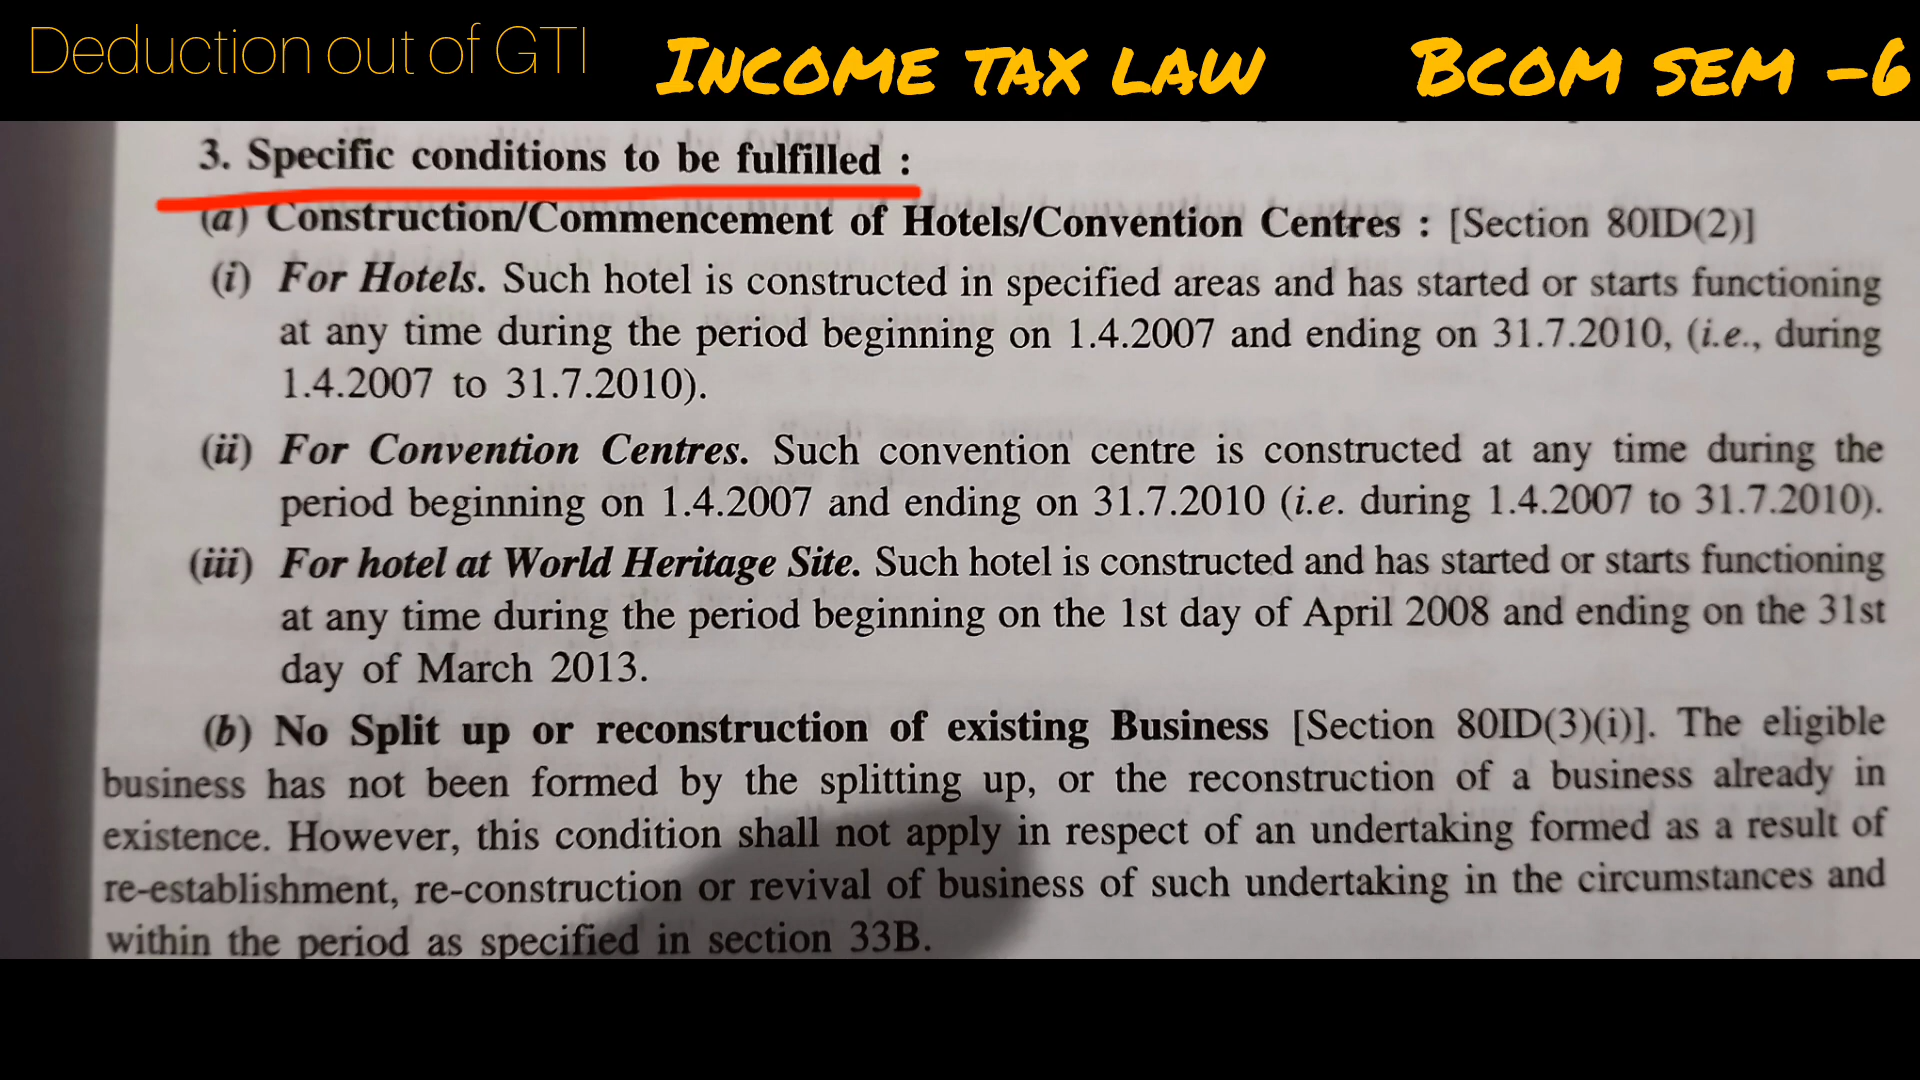 Deduction out of GTI INCOME TAX LAW BCOM SEM -6
3. Specific conditions to be fulfilled :
(a) Construction/Commencement of Hotels/Convention Centres : [Section 80ID(2)]
(i) For Hotels. Such hotel is constructed in specified areas and has started or starts functioning
at any time during the period beginning on 1.4.2007 and ending on 31.7.2010, (i.e., during
1.4.2007 to 31.7.2010).
(ii) For Convention Centres. Such convention centre is constructed at any time during the
period beginning on 1.4.2007 and ending on 31.7.2010 (i.e. during 1.4.2007 to 31.7.2010).
(iii) For hotel at World Heritage Site. Such hotel is constructed and has started or starts functioning
at any time during the period beginning on the 1st day of April 2008 and ending on the 31st
day of March 2013.
(b) No Split up or reconstruction of existing Business [Section 80ID(3)(i)]. The eligible
business has not been formed by the splitting up, or the reconstruction of a business already in
existence. However, this condition shall not apply in respect of an undertaking formed as a result of
re-establishment, re-construction or revival of business of such undertaking in the circumstances and
within the period as specified in section 33B.